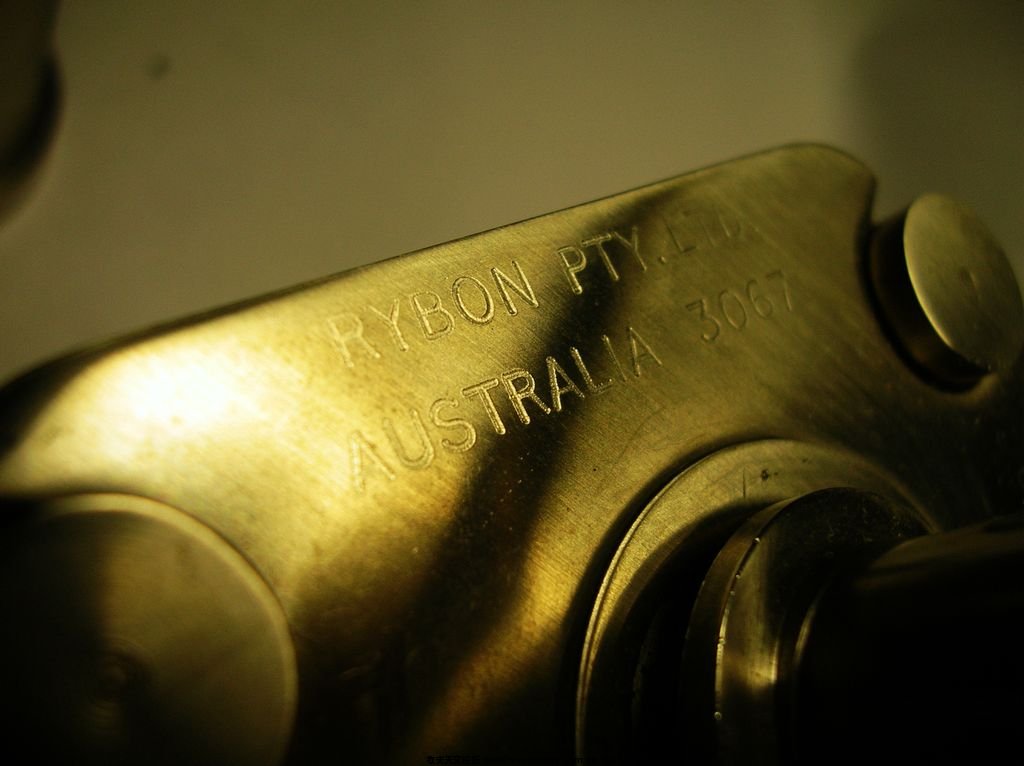 RYBON PTY.LTD.
AUSTRALIA 3067